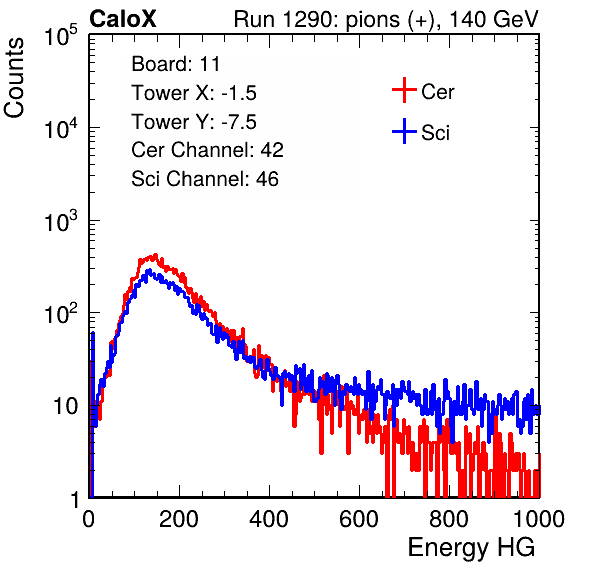 CaloX Run 1290: pions (+), 140 GeV
Counts
Board: 11
Tower X: -1.5
Tower Y: -7.5
Cer Channel: 42
Sci Channel: 46
Cer
Sci
10^5
10^4
10^3
10^2
10
1
0 200 400 600 800 1000
Energy HG